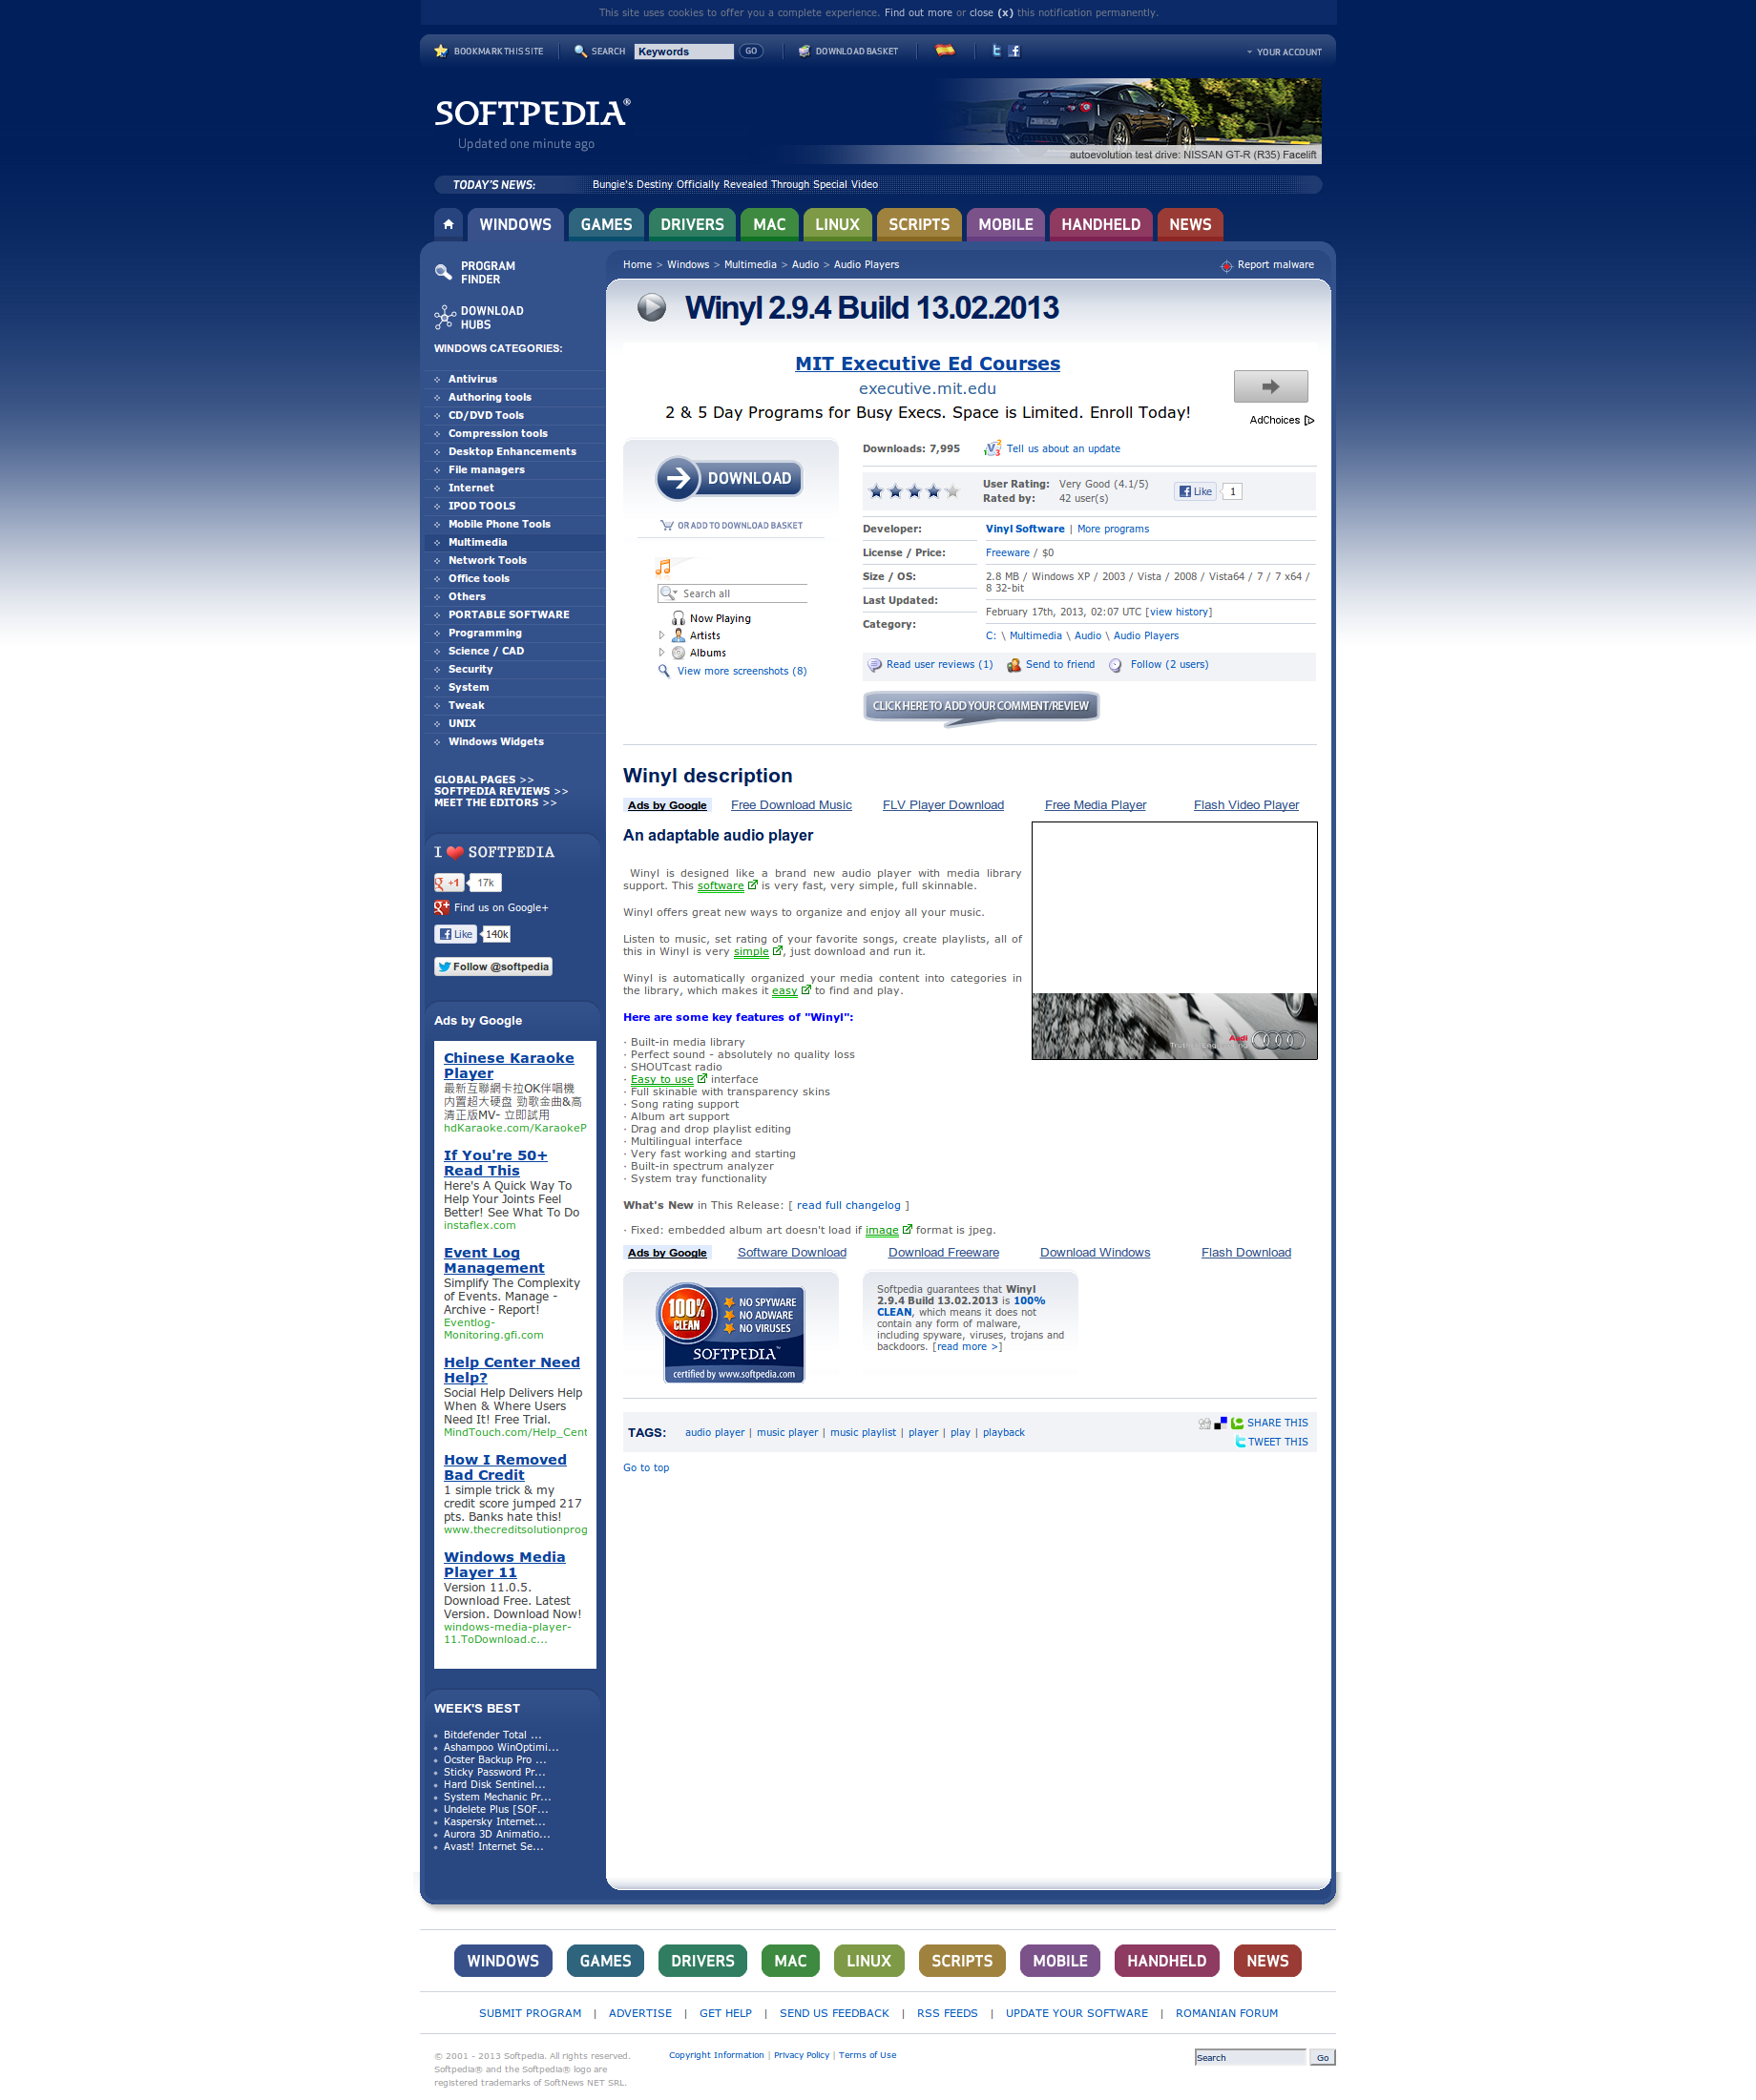 This site uses cookies to offer you a complete experience. Find out more or close (x) this notification permanently.
BOOKMARK THIS SITE
SEARCH
Keywords
GO
DOWNLOAD BASKET
YOUR ACCOUNT
SOFTPEDIA®
Updated one minute ago
autoevolution test drive: NISSAN GT-R (R35) Facelift
TODAY'S NEWS:
Bungie's Destiny Officially Revealed Through Special Video
WINDOWS
GAMES
DRIVERS
MAC
LINUX
SCRIPTS
MOBILE
HANDHELD
NEWS
PROGRAM
FINDER
DOWNLOAD
HUBS
WINDOWS CATEGORIES:
Antivirus
Authoring tools
CD/DVD Tools
Compression tools
Desktop Enhancements
File managers
Internet
IPOD TOOLS
Mobile Phone Tools
Multimedia
Network Tools
Office tools
Others
PORTABLE SOFTWARE
Programming
Science / CAD
Security
System
Tweak
UNIX
Windows Widgets
GLOBAL PAGES >>
SOFTPEDIA REVIEWS >>
MEET THE EDITORS >>
I SOFTPEDIA
+1 17k
Find us on Google+
Like 140k
Follow @softpedia
Ads by Google
Chinese Karaoke
Player
最新互聯網卡拉OK伴唱機
内置超大硬盘 勁歌金曲&高
清正版MV- 立即試用
hdKaraoke.com/KaraokeP
If You're 50+
Read This
Here's A Quick Way To
Help Your Joints Feel
Better! See What To Do
instaflex.com
Event Log
Management
Simplify The Complexity
of Events. Manage -
Archive - Report!
Eventlog-
Monitoring.gfi.com
Help Center Need
Help?
Social Help Delivers Help
When & Where Users
Need It! Free Trial.
MindTouch.com/Help_Cent
How I Removed
Bad Credit
1 simple trick & my
credit score jumped 217
pts. Banks hate this!
www.thecreditsolutionprog
Windows Media
Player 11
Version 11.0.5.
Download Free. Latest
Version. Download Now!
windows-media-player-
11.ToDownload.c...
WEEK'S BEST
Bitdefender Total ...
Ashampoo WinOptimi...
Ocster Backup Pro ...
Sticky Password Pr...
Hard Disk Sentinel...
System Mechanic Pr...
Undelete Plus [SOF...
Kaspersky Internet...
Aurora 3D Animatio...
Avast! Internet Se...
Home > Windows > Multimedia > Audio > Audio Players
Report malware
Winyl 2.9.4 Build 13.02.2013
MIT Executive Ed Courses
executive.mit.edu
2 & 5 Day Programs for Busy Execs. Space is Limited. Enroll Today!
AdChoices
DOWNLOAD
OR ADD TO DOWNLOAD BASKET
Search all
Now Playing
Artists
Albums
View more screenshots (8)
Downloads: 7,995
Tell us about an update
User Rating: Very Good (4.1/5)
Rated by: 42 user(s)
Like 1
Developer: Vinyl Software | More programs
License / Price: Freeware / $0
Size / OS: 2.8 MB / Windows XP / 2003 / Vista / 2008 / Vista64 / 7 / 7 x64 /
8 32-bit
Last Updated: February 17th, 2013, 02:07 UTC [view history]
Category: C: \ Multimedia \ Audio \ Audio Players
Read user reviews (1)
Send to friend
Follow (2 users)
CLICK HERE TO ADD YOUR COMMENT/REVIEW
Winyl description
Ads by Google
Free Download Music
FLV Player Download
Free Media Player
Flash Video Player
An adaptable audio player
Winyl is designed like a brand new audio player with media library
support. This software is very fast, very simple, full skinnable.
Winyl offers great new ways to organize and enjoy all your music.
Listen to music, set rating of your favorite songs, create playlists, all of
this in Winyl is very simple, just download and run it.
Winyl is automatically organized your media content into categories in
the library, which makes it easy to find and play.
Here are some key features of "Winyl":
· Built-in media library
· Perfect sound - absolutely no quality loss
· SHOUTcast radio
· Easy to use interface
· Full skinable with transparency skins
· Song rating support
· Album art support
· Drag and drop playlist editing
· Multilingual interface
· Very fast working and starting
· Built-in spectrum analyzer
· System tray functionality
Audi
What's New in This Release: [ read full changelog ]
· Fixed: embedded album art doesn't load if image format is jpeg.
Ads by Google
Software Download
Download Freeware
Download Windows
Flash Download
100%
CLEAN
NO SPYWARE
NO ADWARE
NO VIRUSES
SOFTPEDIA™
certified by www.softpedia.com
Softpedia guarantees that Winyl
2.9.4 Build 13.02.2013 is 100%
CLEAN, which means it does not
contain any form of malware,
including spyware, viruses, trojans and
backdoors. [read more >]
TAGS: audio player | music player | music playlist | player | play | playback
SHARE THIS
TWEET THIS
Go to top
WINDOWS
GAMES
DRIVERS
MAC
LINUX
SCRIPTS
MOBILE
HANDHELD
NEWS
SUBMIT PROGRAM | ADVERTISE | GET HELP | SEND US FEEDBACK | RSS FEEDS | UPDATE YOUR SOFTWARE | ROMANIAN FORUM
© 2001 - 2013 Softpedia. All rights reserved.
Softpedia® and the Softpedia® logo are
registered trademarks of SoftNews NET SRL.
Copyright Information | Privacy Policy | Terms of Use
Search
Go